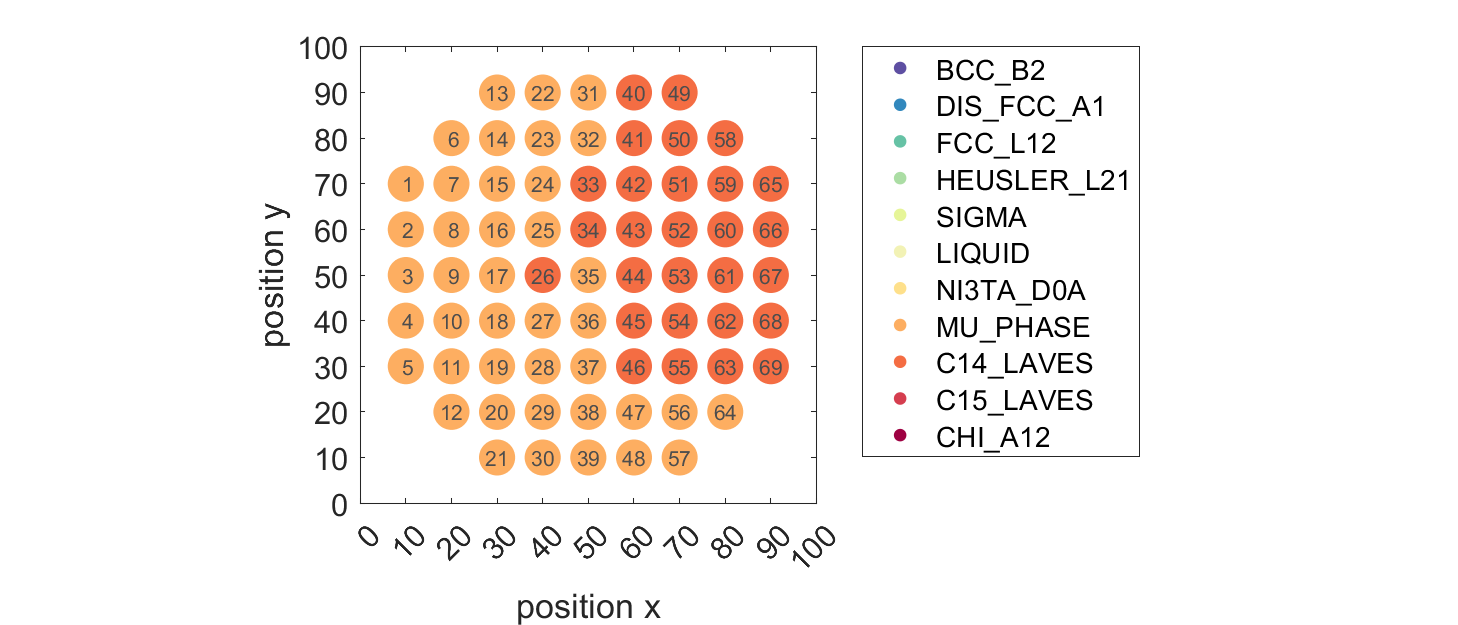 100
90
80
70
60
50
40
30
20
10
0
position y
13 22 31 40 49
6 14 23 32 41 50 58
1 7 15 24 33 42 51 59 65
2 8 16 25 34 43 52 60 66
3 9 17 26 35 44 53 61 67
4 10 18 27 36 45 54 62 68
5 11 19 28 37 46 55 63 69
12 20 29 38 47 56 64
21 30 39 48 57
0 10 20 30 40 50 60 70 80 90 100
position x
BCC_B2
DIS_FCC_A1
FCC_L12
HEUSLER_L21
SIGMA
LIQUID
NI3TA_D0A
MU_PHASE
C14_LAVES
C15_LAVES
CHI_A12